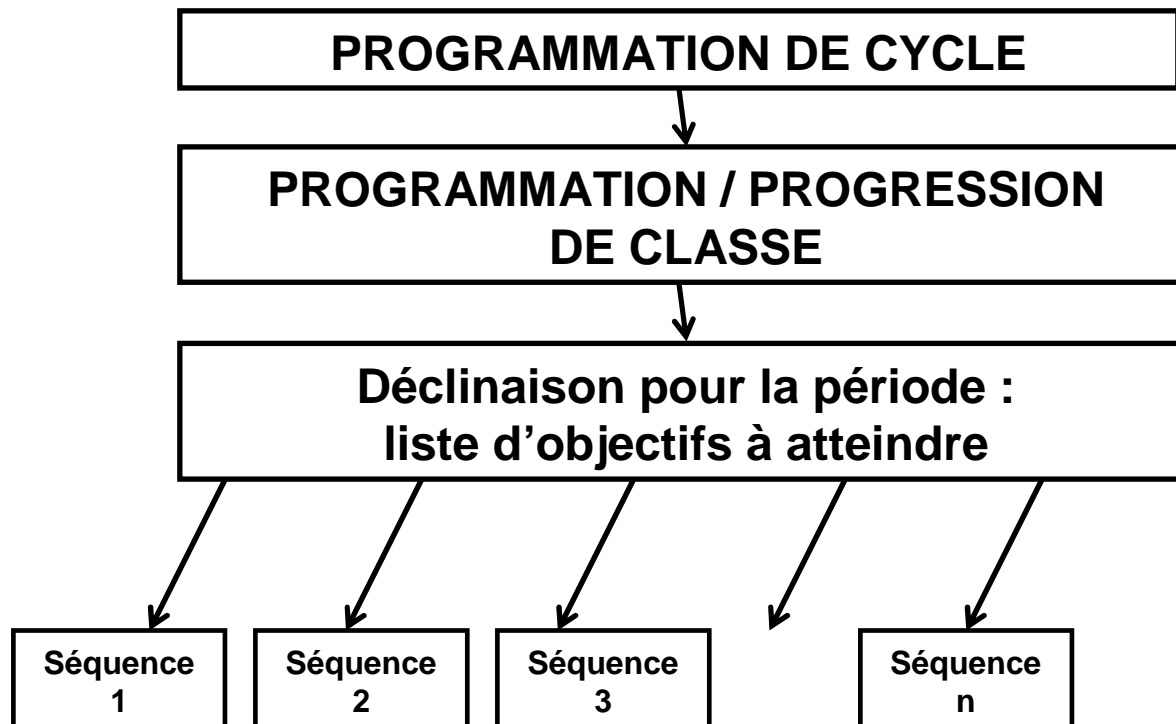 PROGRAMMATION DE CYCLE
PROGRAMMATION / PROGRESSION
DE CLASSE
Déclinaison pour la période :
liste d’objectifs à atteindre
Séquence
1
Séquence
2
Séquence
3
Séquence
n